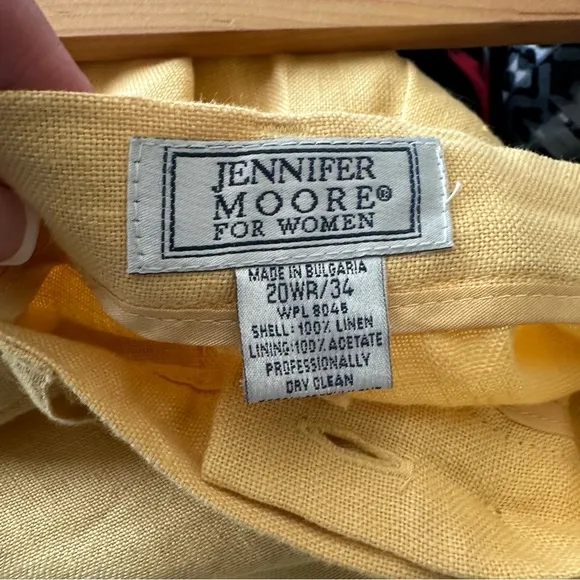 JENNIFER
MOORE®
FOR WOMEN
MADE IN BULGARIA
20WR/34
WPL 8045
SHELL:100% LINEN
LINING:100% ACETATE
PROFESSIONALLY
DRY CLEAN